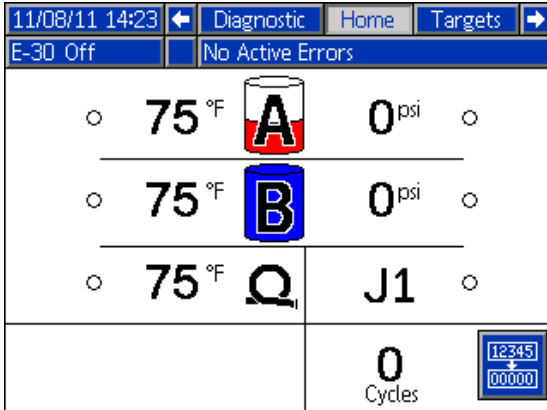 11/08/11 14:23 Diagnostic Home Targets
E-30 Off No Active Errors
75 °F A 0 psi
75 °F B 0 psi
75 °F J1
0
Cycles
12345
00000